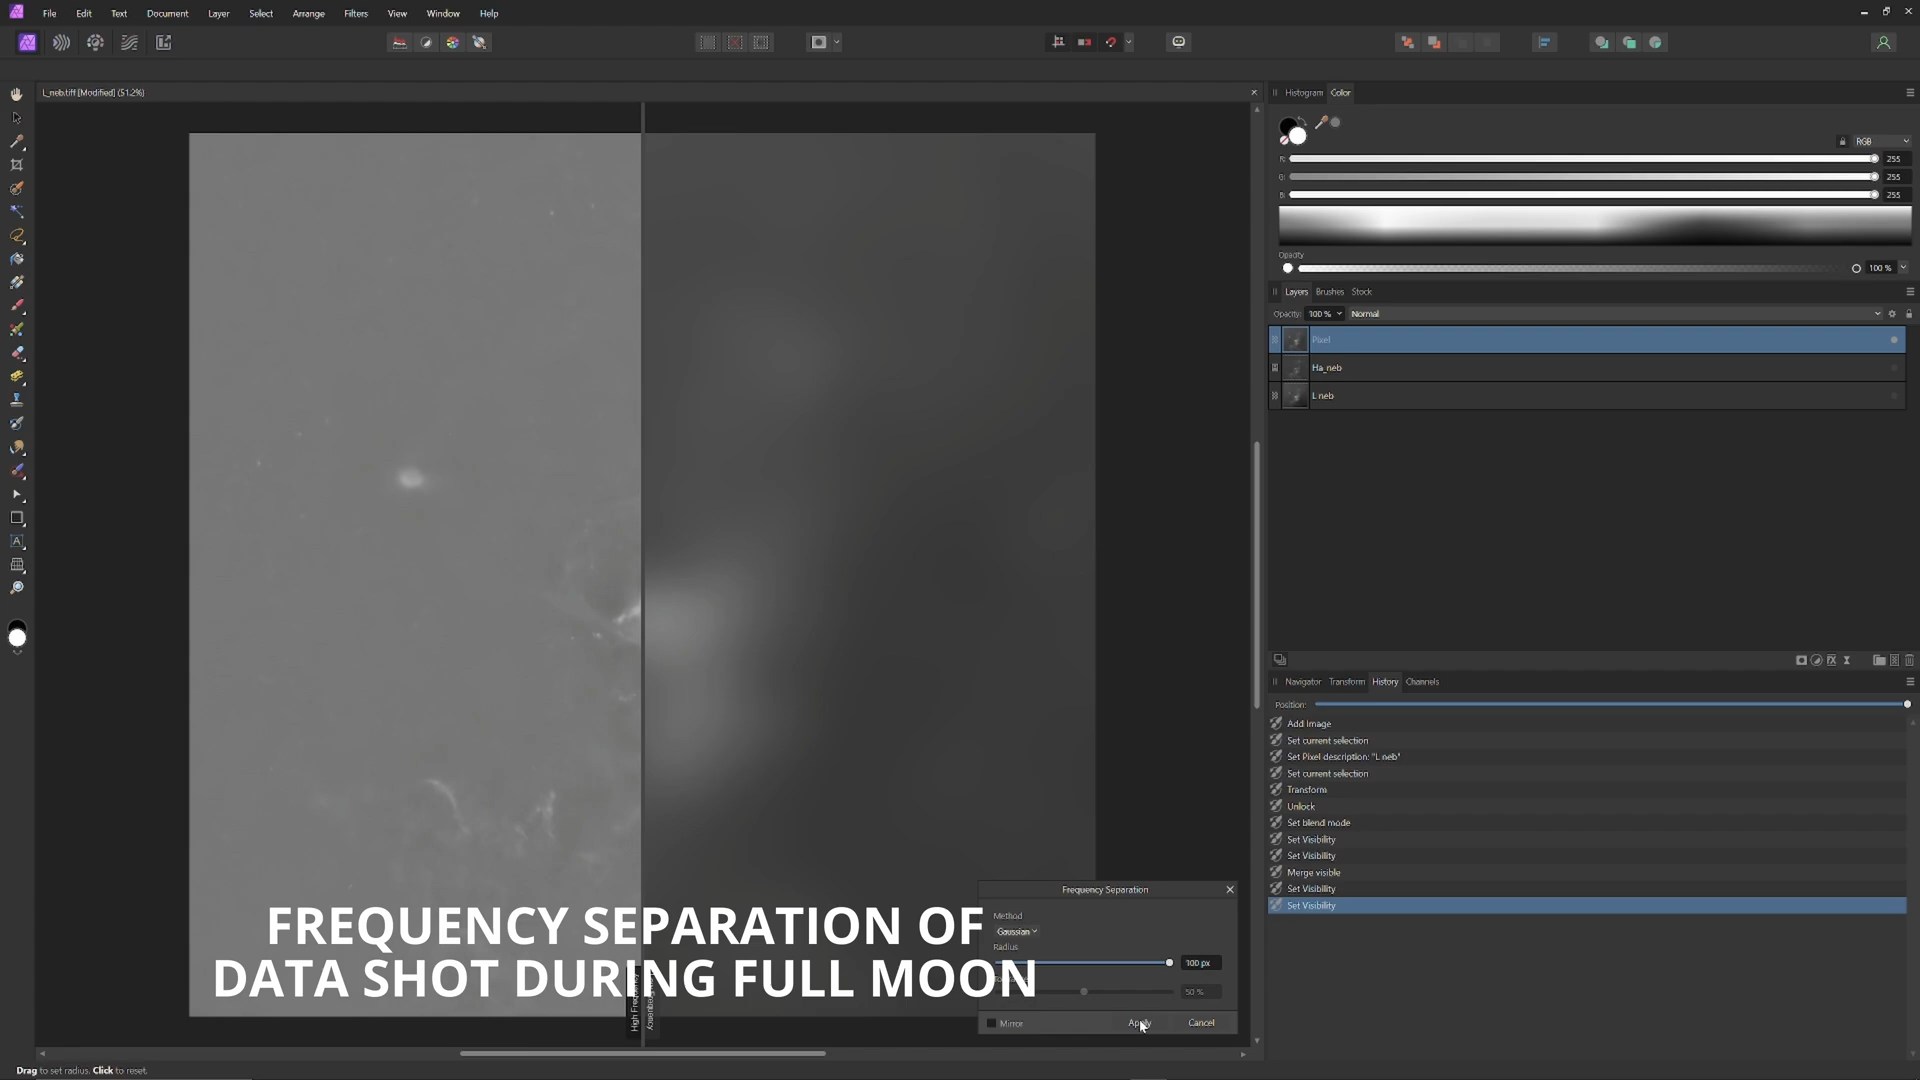 File Edit Text Document Layer Select Arrange Filters View Window Help
L_neb.tiff [Modified] (51.2%)
Histogram Color
RGB
R: 255
G: 255
B: 255
Opacity
100 %
Layers Brushes Stock
Opacity: 100 % Normal
Pixel
Ha_neb
L neb
Navigator Transform History Channels
Position:
Add Image
Set current selection
Set Pixel description: "L neb"
Set current selection
Transform
Unlock
Set blend mode
Set Visibility
Set Visibility
Merge visible
Set Visibility
Set Visibility
Frequency Separation
Method
Gaussian
Radius
100 px
50 %
Mirror Apply Cancel
FREQUENCY SEPARATION OF
DATA SHOT DURING FULL MOON
High Frequency
Drag to set radius. Click to reset.